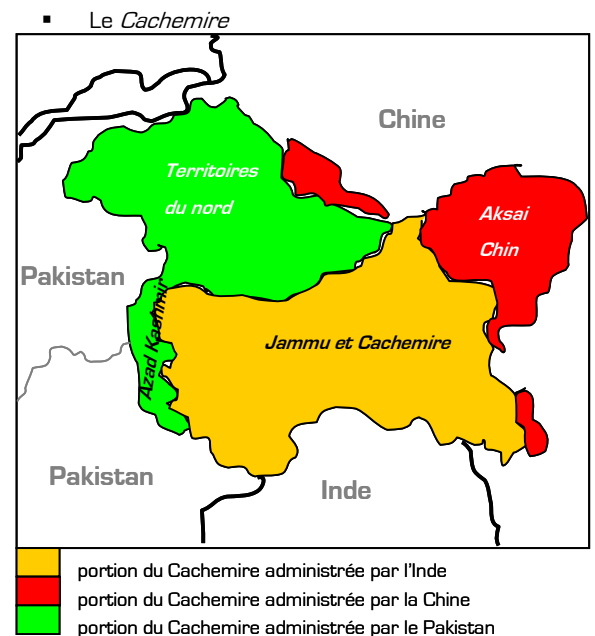 ▪ Le Cachemire
Chine
Territoires
du nord
Aksai
Chin
Pakistan
Azad Kashmir
Jammu et Cachemire
Pakistan
Inde
portion du Cachemire administrée par l'Inde
portion du Cachemire administrée par la Chine
portion du Cachemire administrée par le Pakistan